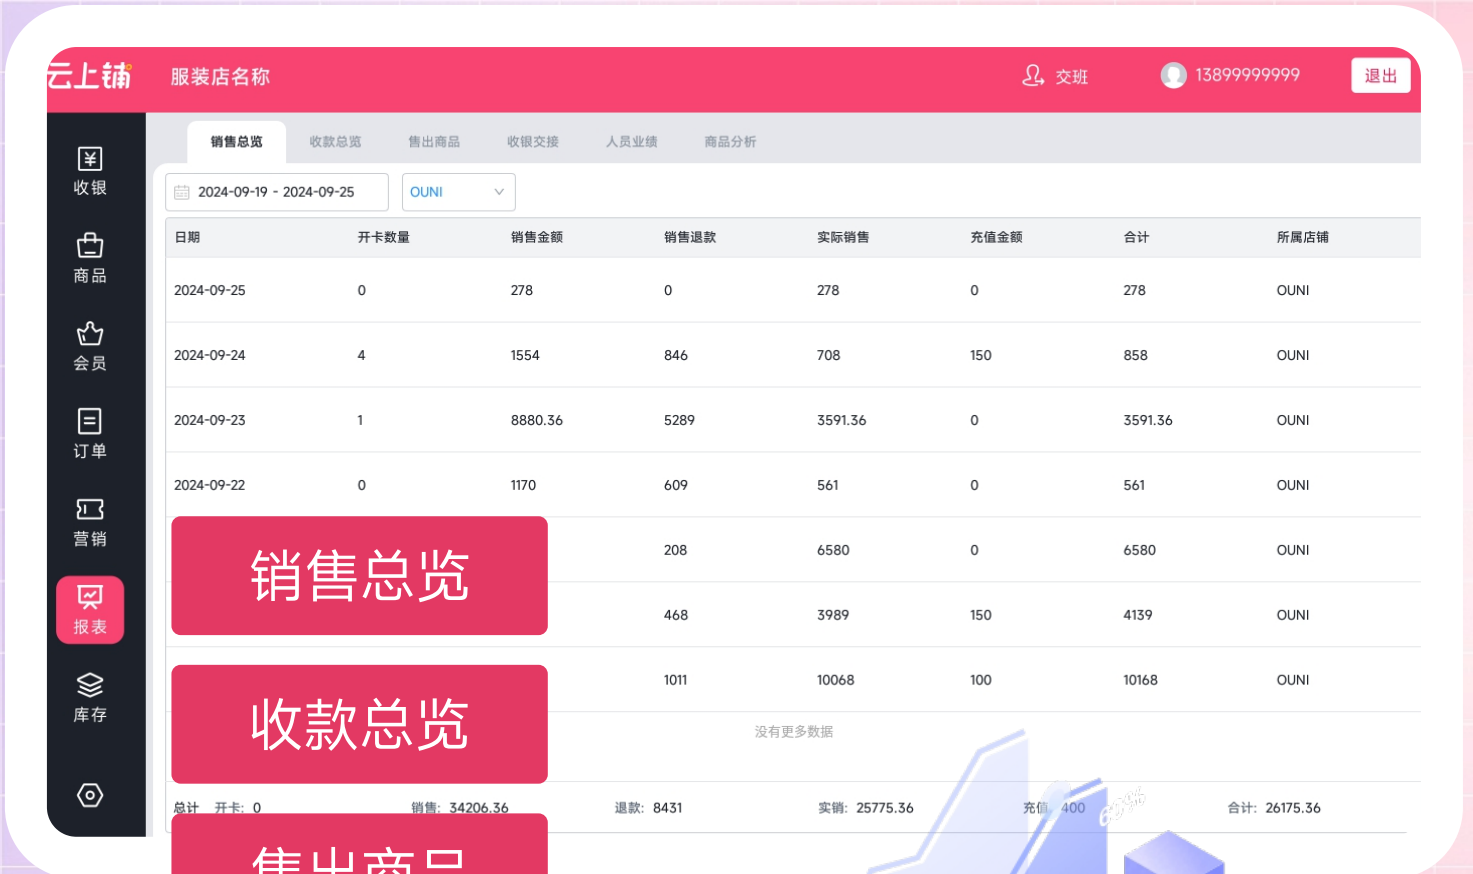 云上铺 服装店名称 交班 13899999999 退出
销售总览 收款总览 售出商品 收银交接 人员业绩 商品分析
收银
商品
会员
订单
营销
报表
库存
2024-09-19 - 2024-09-25 OUNI
日期 开卡数量 销售金额 销售退款 实际销售 充值金额 合计 所属店铺
2024-09-25 0 278 0 278 0 278 OUNI
2024-09-24 4 1554 846 708 150 858 OUNI
2024-09-23 1 8880.36 5289 3591.36 0 3591.36 OUNI
2024-09-22 0 1170 609 561 0 561 OUNI
208 6580 0 6580 OUNI
468 3989 150 4139 OUNI
1011 10068 100 10168 OUNI
没有更多数据
总计 开卡: 0 销售: 34206.36 退款: 8431 实销: 25775.36 充值: 400 合计: 26175.36
销售总览
收款总览
售出商品